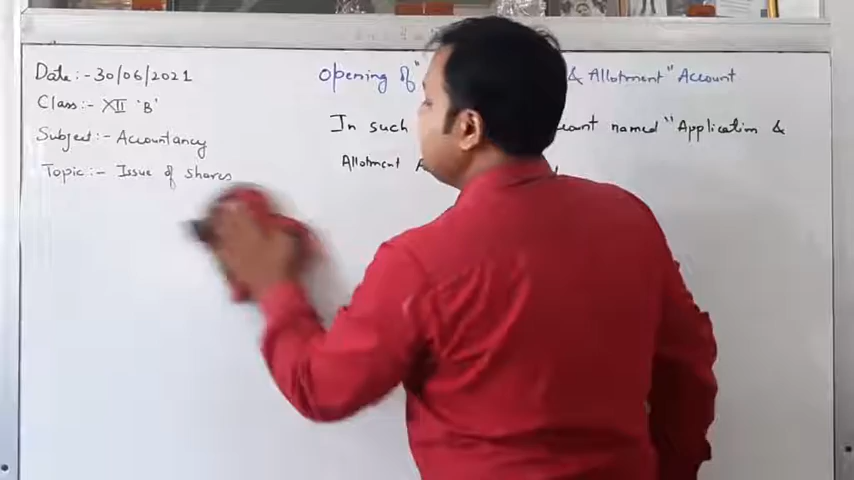 Date :- 30/06/2021
Class :- XII 'B'
Subject :- Accountancy
Topic :- Issue of Shares
Opening of " & Allotment" Account
In such named "Application &
Allotment